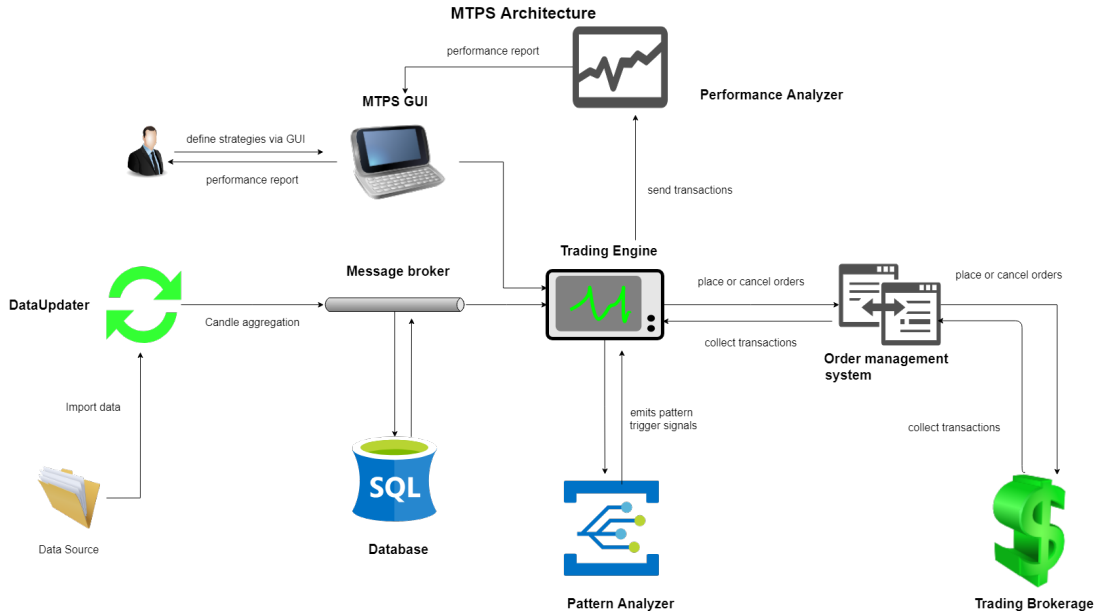 MTPS Architecture
performance report
Performance Analyzer
MTPS GUI
define strategies via GUI
performance report
send transactions
Trading Engine
Message broker
DataUpdater
Candle aggregation
place or cancel orders
place or cancel orders
collect transactions
Order management
system
Import data
emits pattern
trigger signals
collect transactions
SQL
Data Source
Database
Pattern Analyzer
Trading Brokerage